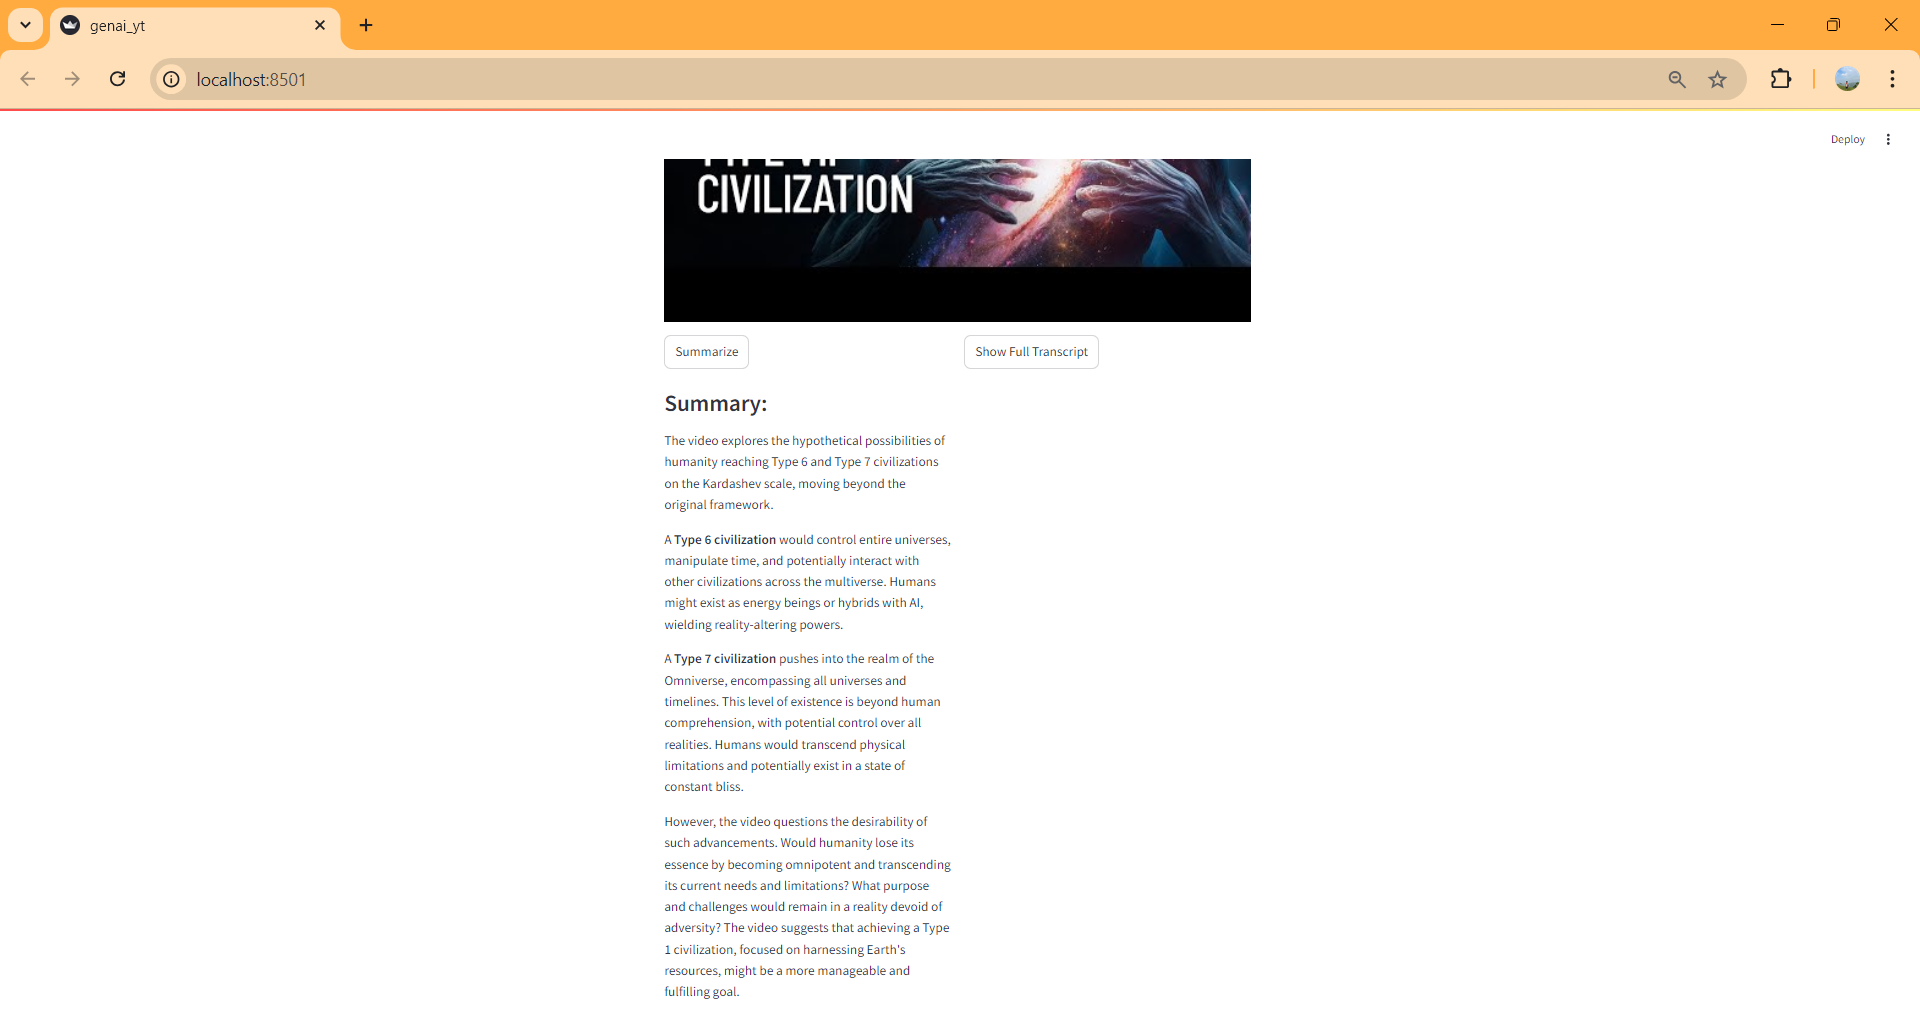 genai_yt
localhost:8501
Deploy
CIVILIZATION
Summarize
Show Full Transcript
Summary:
The video explores the hypothetical possibilities of
humanity reaching Type 6 and Type 7 civilizations
on the Kardashev scale, moving beyond the
original framework.
A Type 6 civilization would control entire universes,
manipulate time, and potentially interact with
other civilizations across the multiverse. Humans
might exist as energy beings or hybrids with AI,
wielding reality-altering powers.
A Type 7 civilization pushes into the realm of the
Omniverse, encompassing all universes and
timelines. This level of existence is beyond human
comprehension, with potential control over all
realities. Humans would transcend physical
limitations and potentially exist in a state of
constant bliss.
However, the video questions the desirability of
such advancements. Would humanity lose its
essence by becoming omnipotent and transcending
its current needs and limitations? What purpose
and challenges would remain in a reality devoid of
adversity? The video suggests that achieving a Type
1 civilization, focused on harnessing Earth's
resources, might be a more manageable and
fulfilling goal.